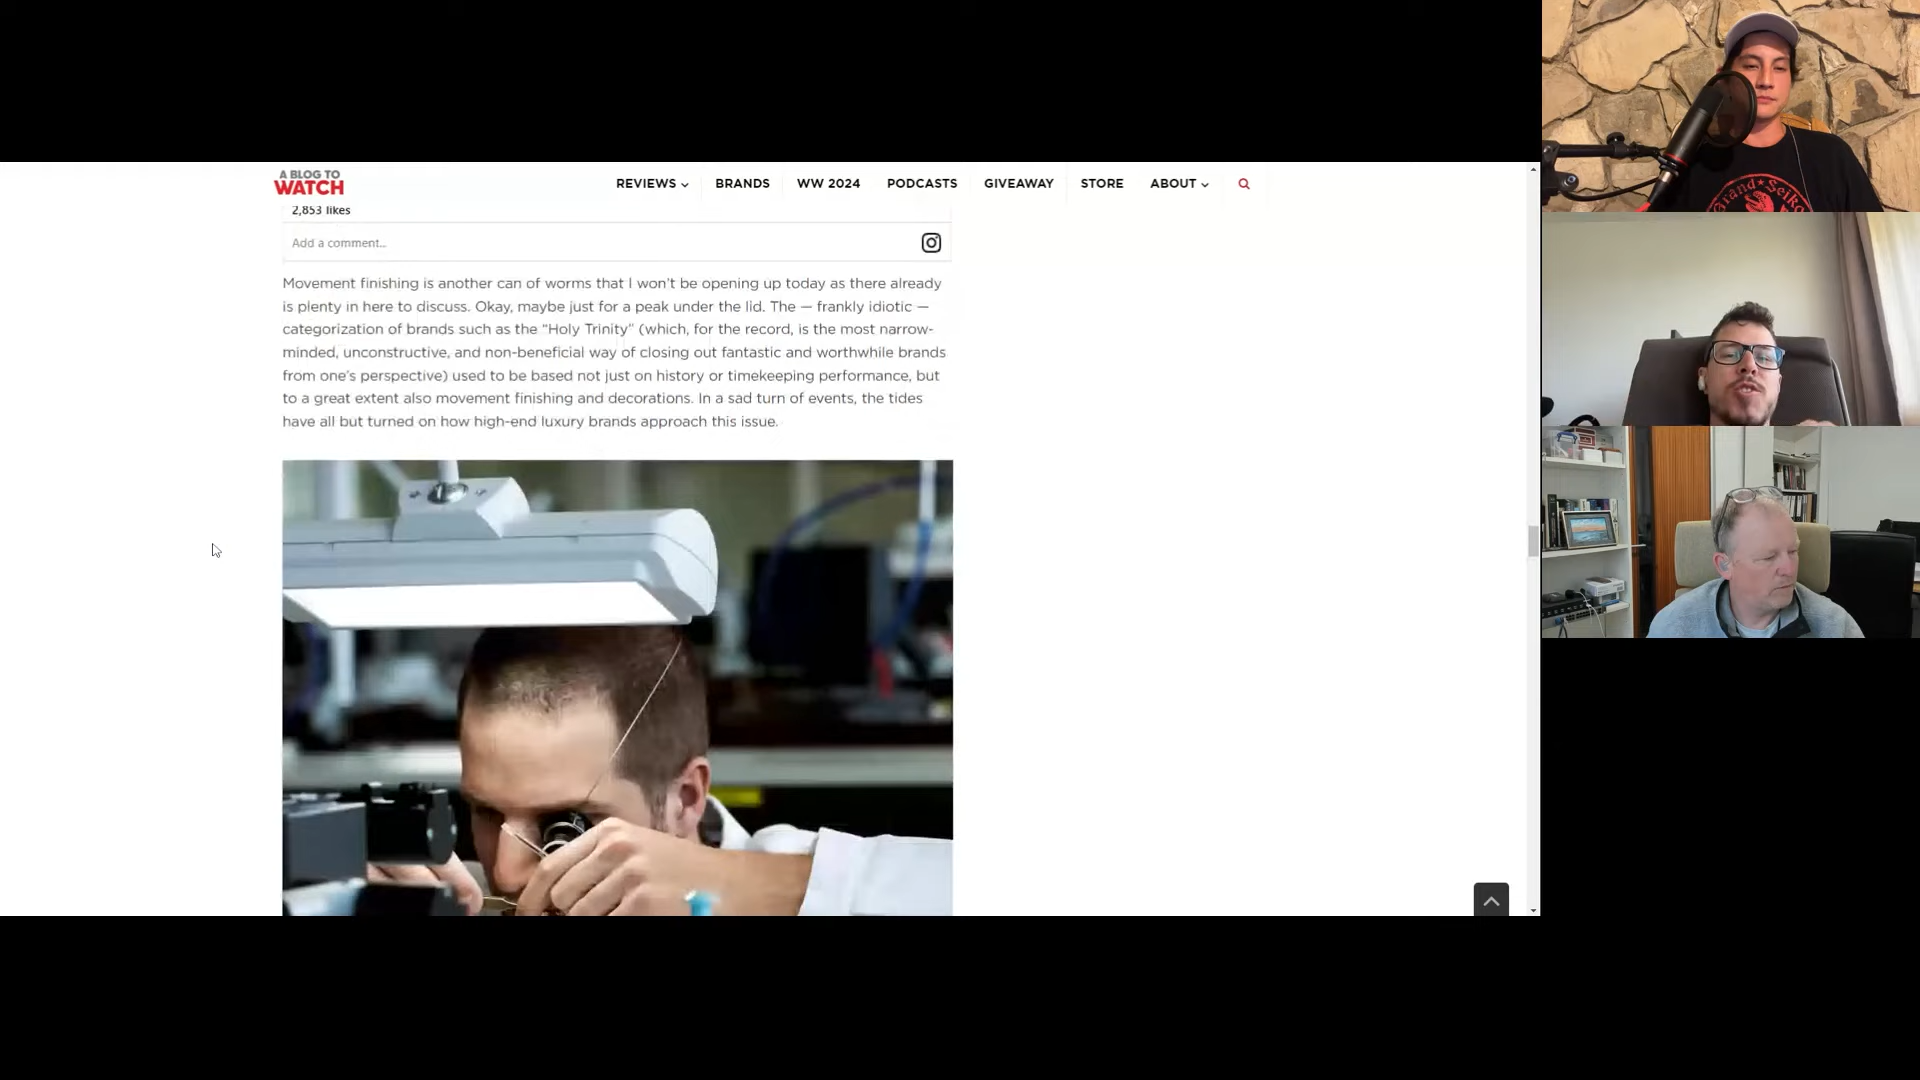 A BLOG TO
WATCH
REVIEWS
BRANDS
WW 2024
PODCASTS
GIVEAWAY
STORE
ABOUT
2,853 likes
Add a comment...
Movement finishing is another can of worms that I won't be opening up today as there already
is plenty in here to discuss. Okay, maybe just for a peak under the lid. The — frankly idiotic —
categorization of brands such as the “Holy Trinity” (which, for the record, is the most narrow-
minded, unconstructive, and non-beneficial way of closing out fantastic and worthwhile brands
from one's perspective) used to be based not just on history or timekeeping performance, but
to a great extent also movement finishing and decorations. In a sad turn of events, the tides
have all but turned on how high-end luxury brands approach this issue.
Grand★Seiko